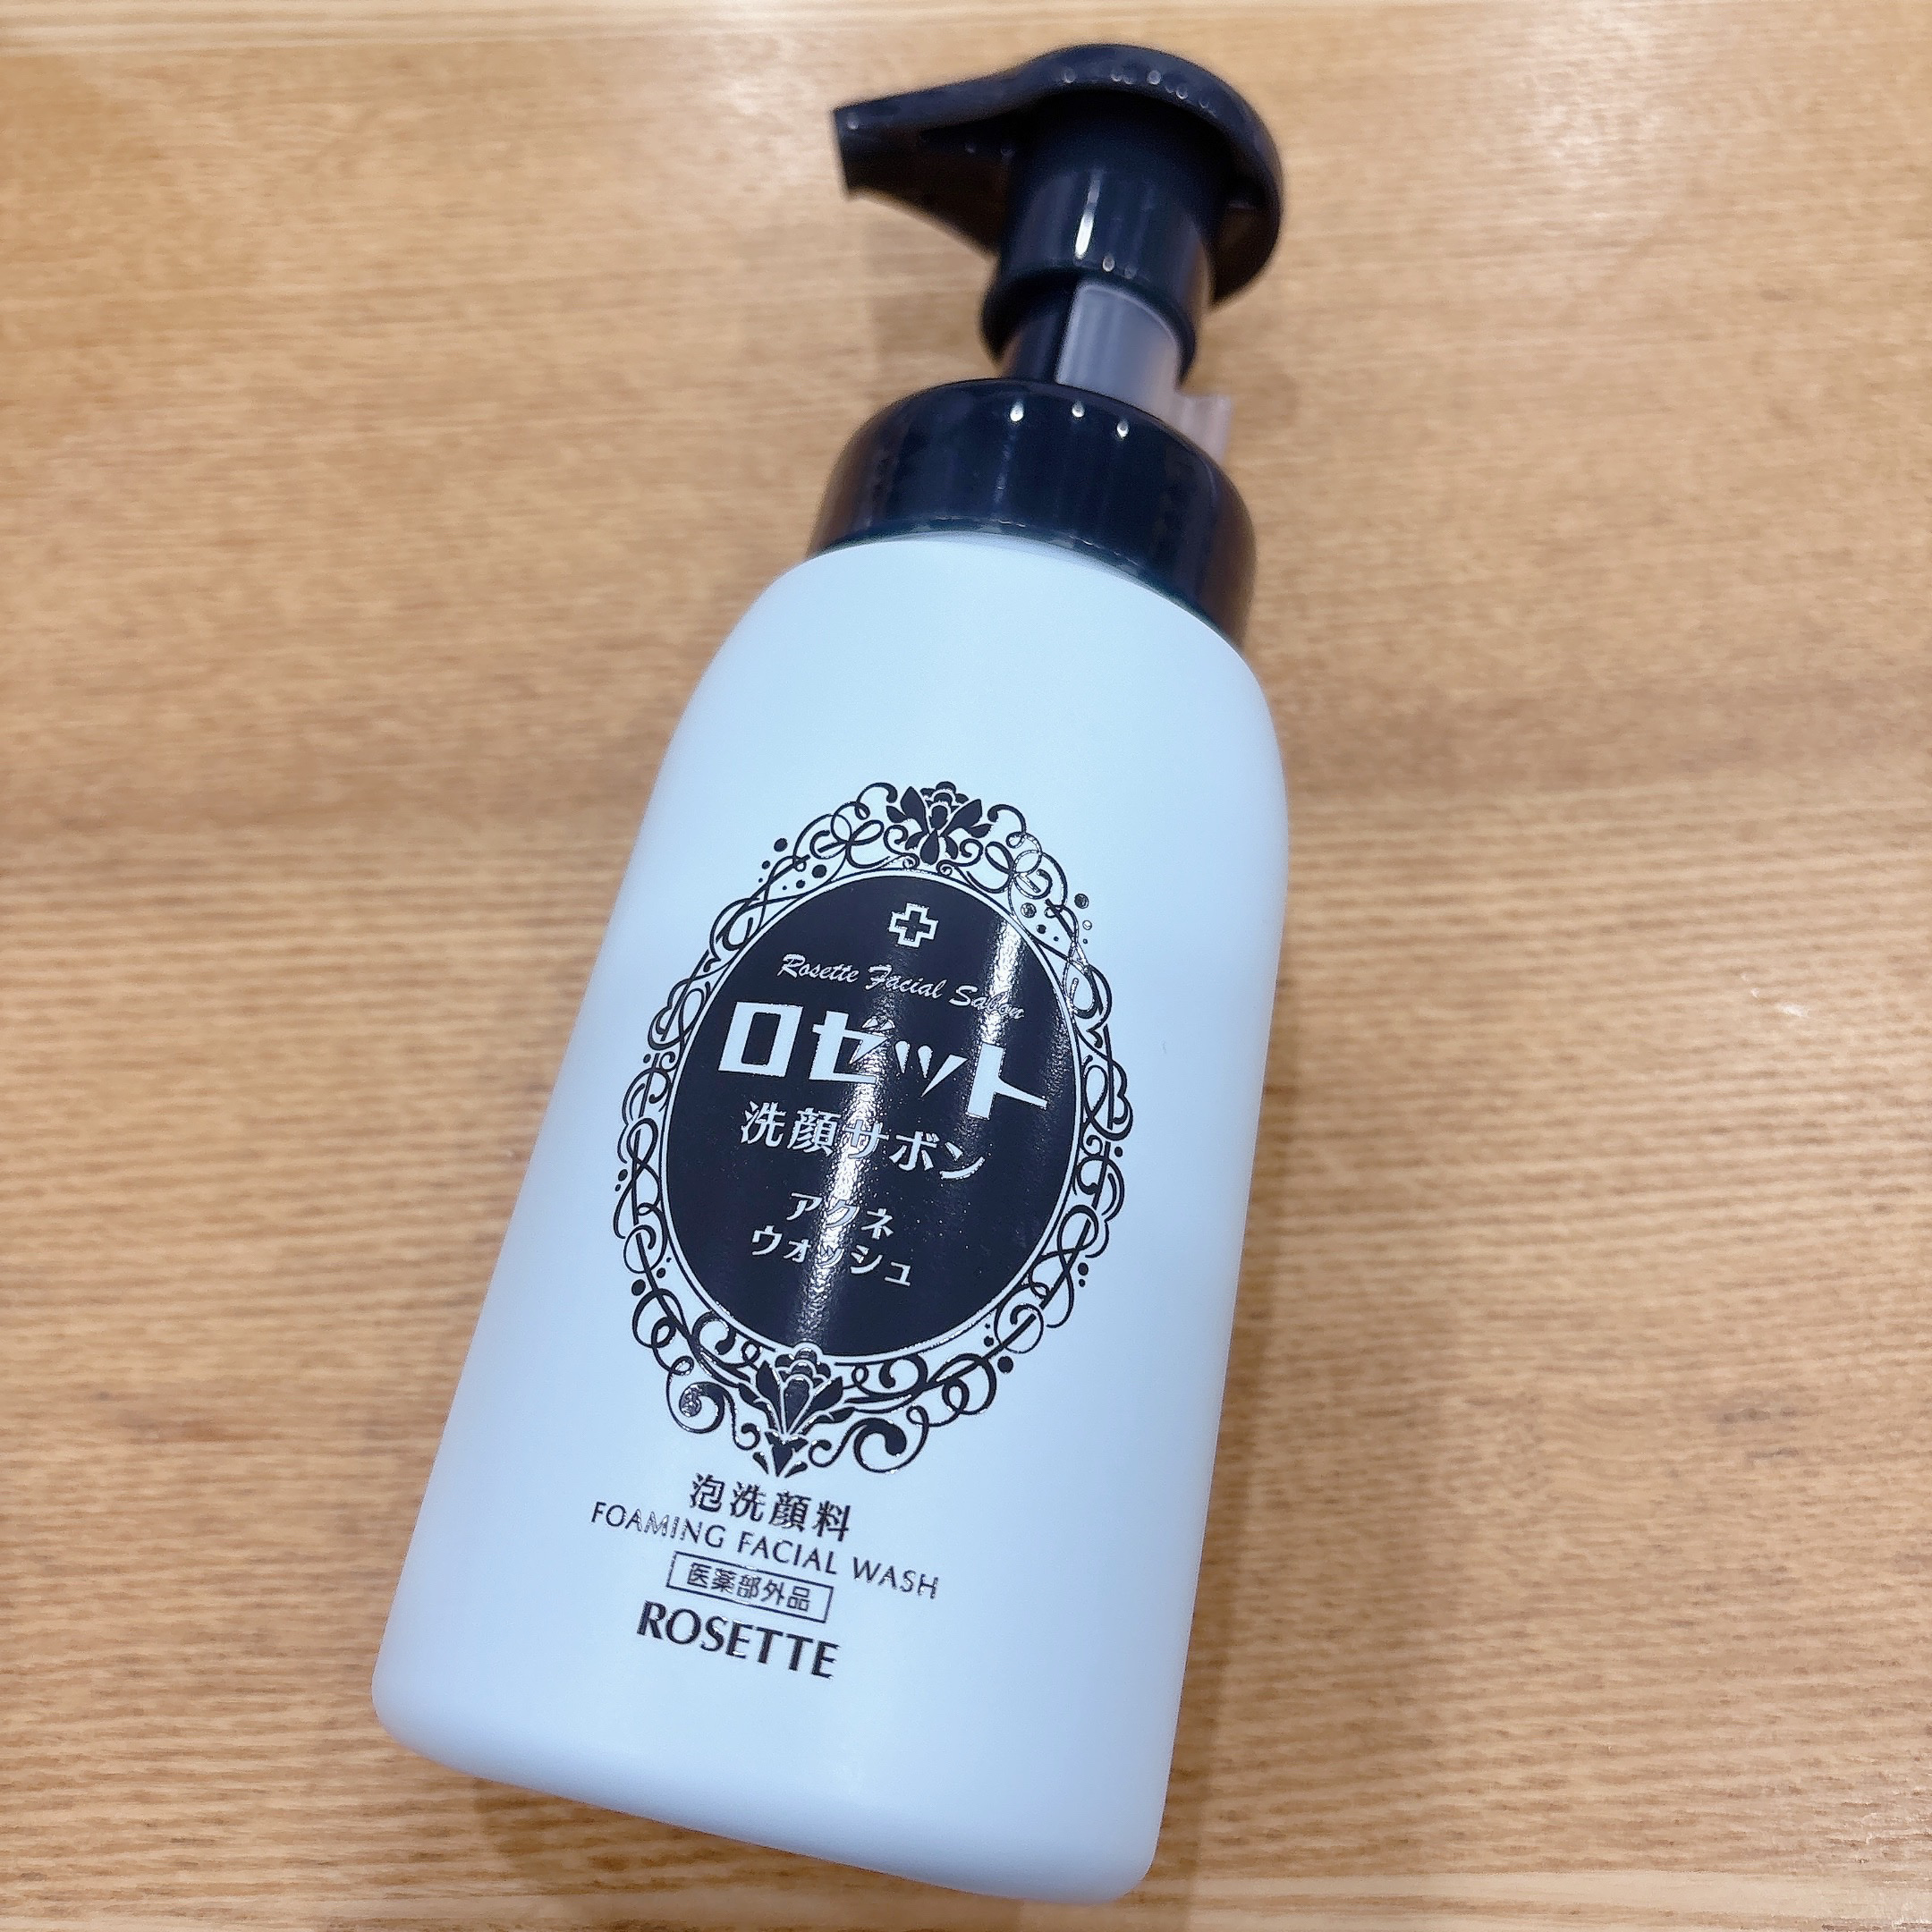 Rosette Facial Savon
ロゼット
洗顔サボン
アクネ
ウォッシュ
泡洗顔料
FOAMING FACIAL WASH
医薬部外品
ROSETTE